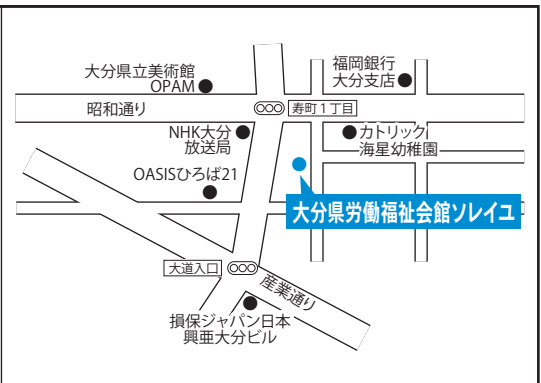 大分県立美術館
OPAM
福岡銀行
大分支店
昭和通り
寿町1丁目
NHK大分
放送局
カトリック
海星幼稚園
OASISひろば21
大分県労働福祉会館ソレイユ
大道入口
産業通り
損保ジャパン日本
興亜大分ビル